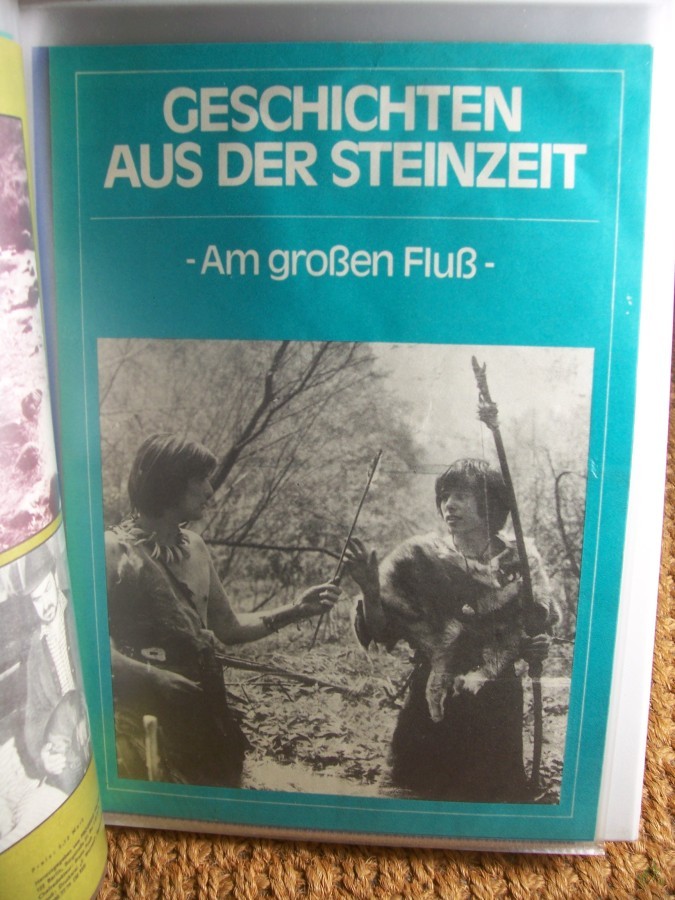 GESCHICHTEN
AUS DER STEINZEIT
- Am großen Fluß -